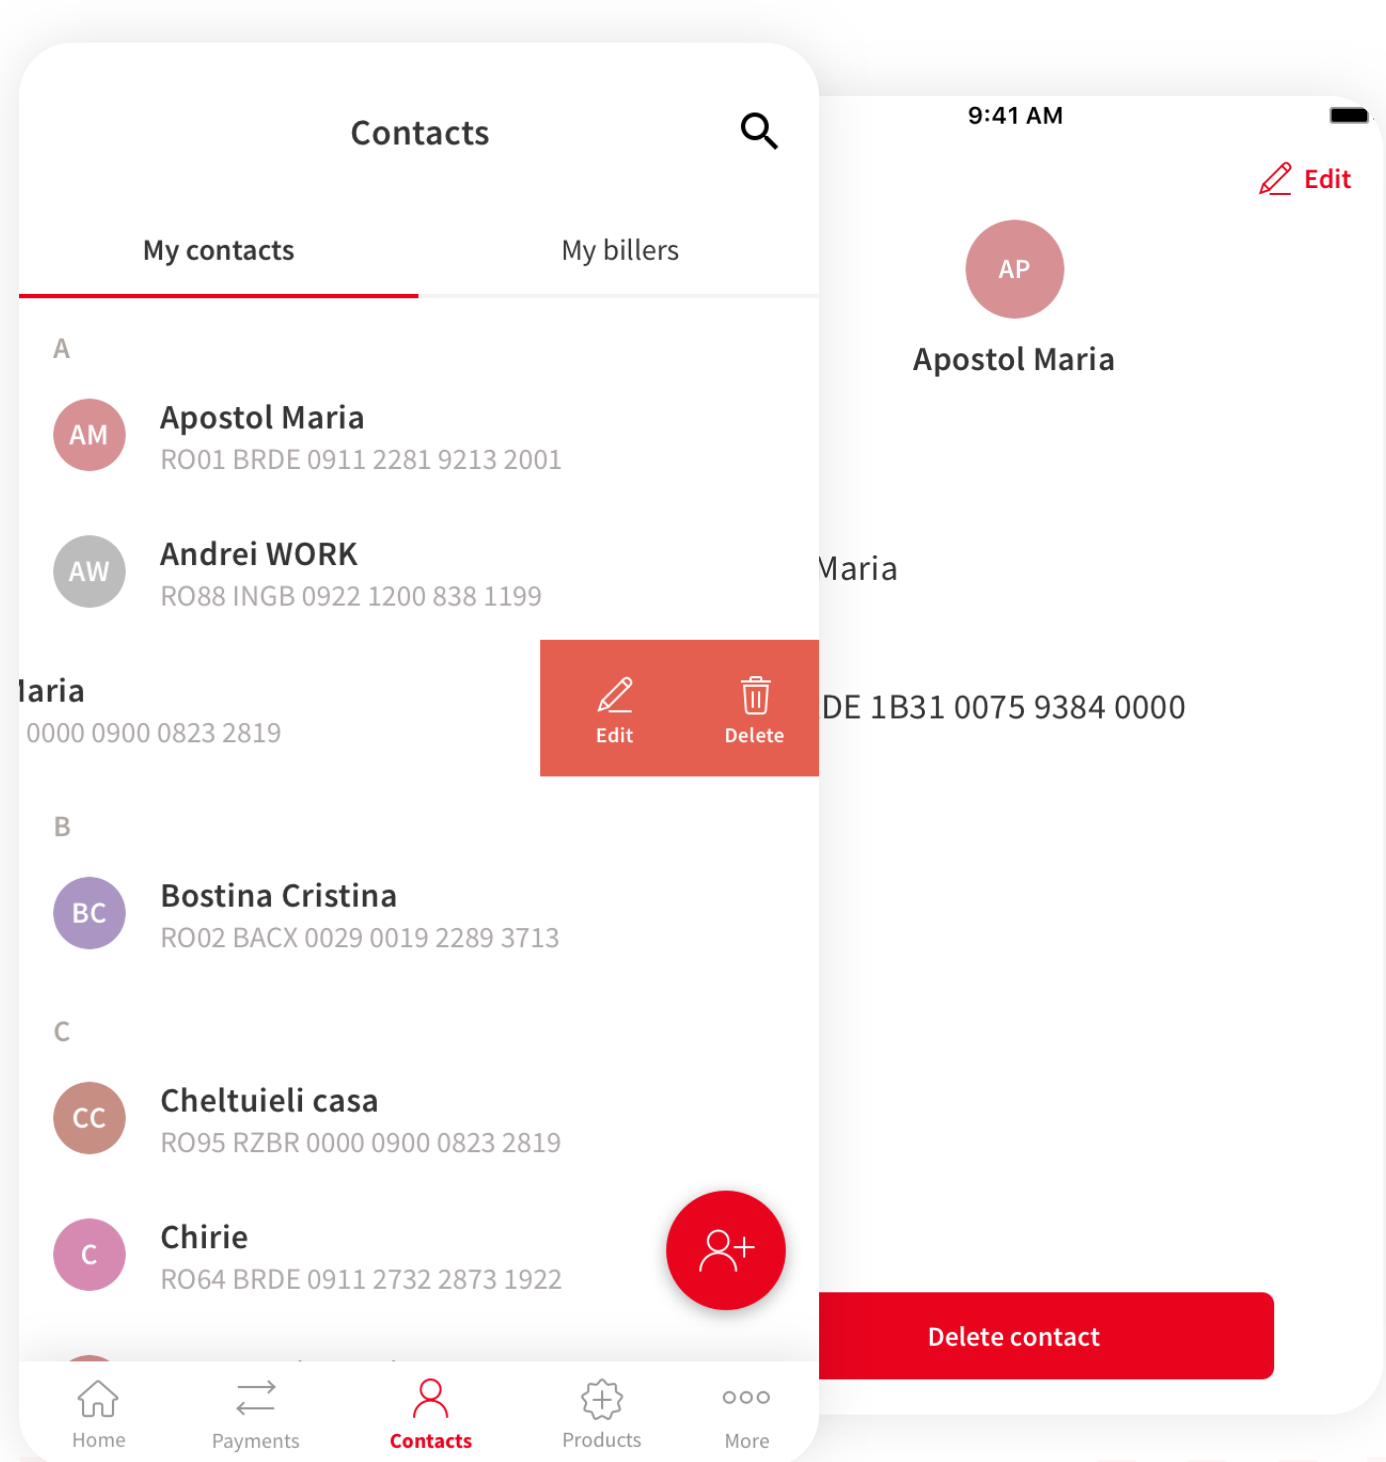 Contacts
My contacts
My billers
A
AM
Apostol Maria
RO01 BRDE 0911 2281 9213 2001
AW
Andrei WORK
RO88 INGB 0922 1200 838 1199
0000 0900 0823 2819
Edit
Delete
B
BC
Bostina Cristina
RO02 BACX 0029 0019 2289 3713
C
CC
Cheltuieli casa
RO95 RZBR 0000 0900 0823 2819
C
Chirie
RO64 BRDE 0911 2732 2873 1922
Home
Payments
Contacts
Products
More
9:41 AM
Edit
AP
Apostol Maria
Maria
DE 1B31 0075 9384 0000
Delete contact